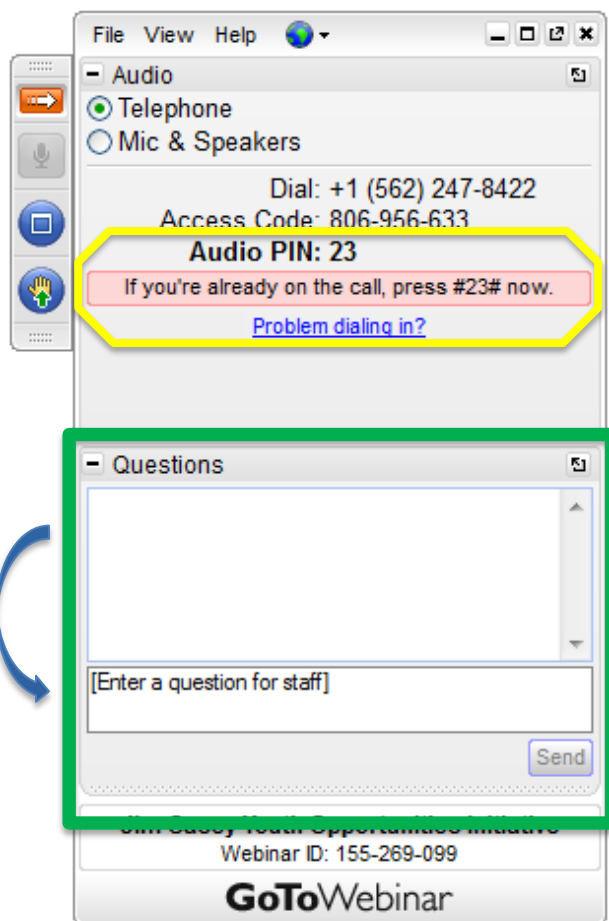 File View Help
Audio
Telephone
Mic & Speakers
Dial: +1 (562) 247-8422
Access Code: 806-956-633
Audio PIN: 23
If you're already on the call, press #23# now.
Problem dialing in?
Questions
[Enter a question for staff]
Send
Jim Casey Youth Opportunities Initiative
Webinar ID: 155-269-099
GoToWebinar